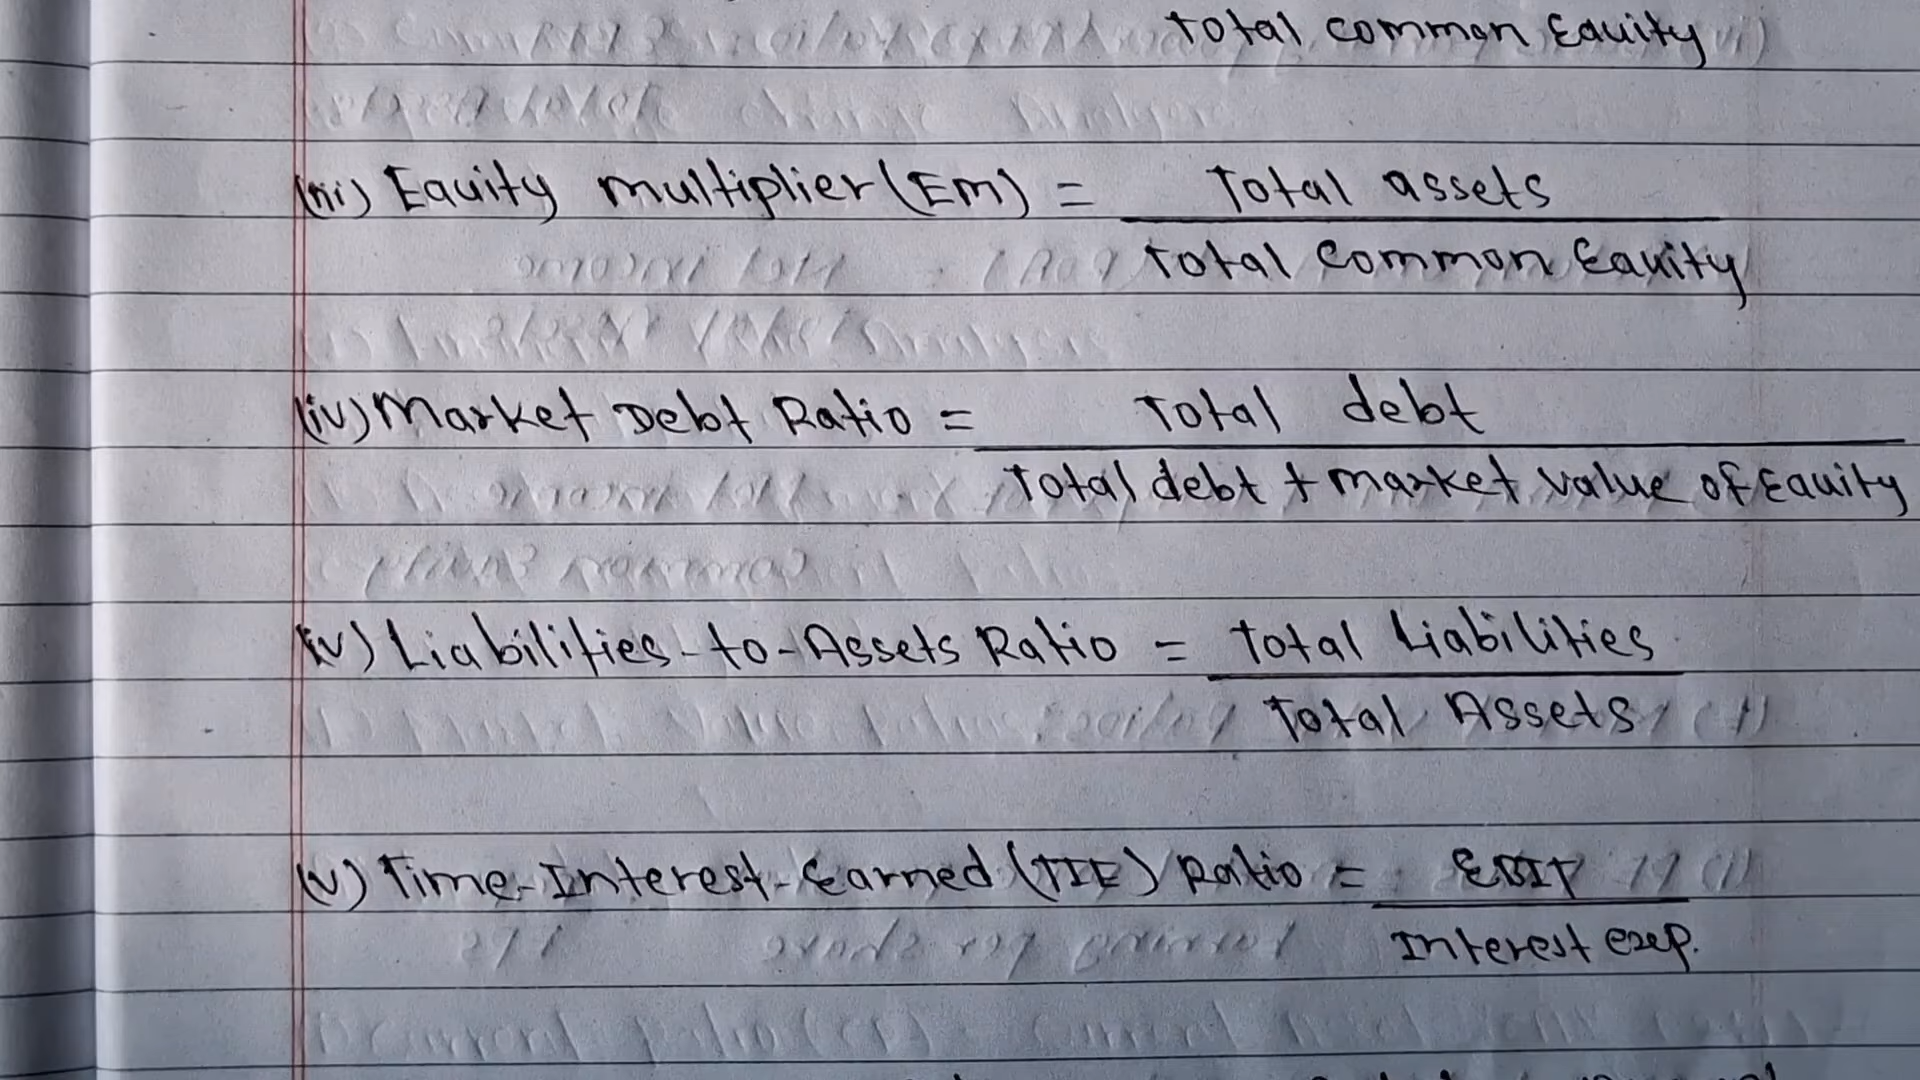 Total common Equity
(iii) Equity multiplier (EM) = Total assets
Total Common Equity
(iv) Market Debt Ratio = Total debt
Total debt + market value of Equity
(iv) Liabilities-to-Assets Ratio = Total Liabilities
Total Assets
(v) Time-Interest-Earned (TIE) Ratio = EBIT
Interest exp.